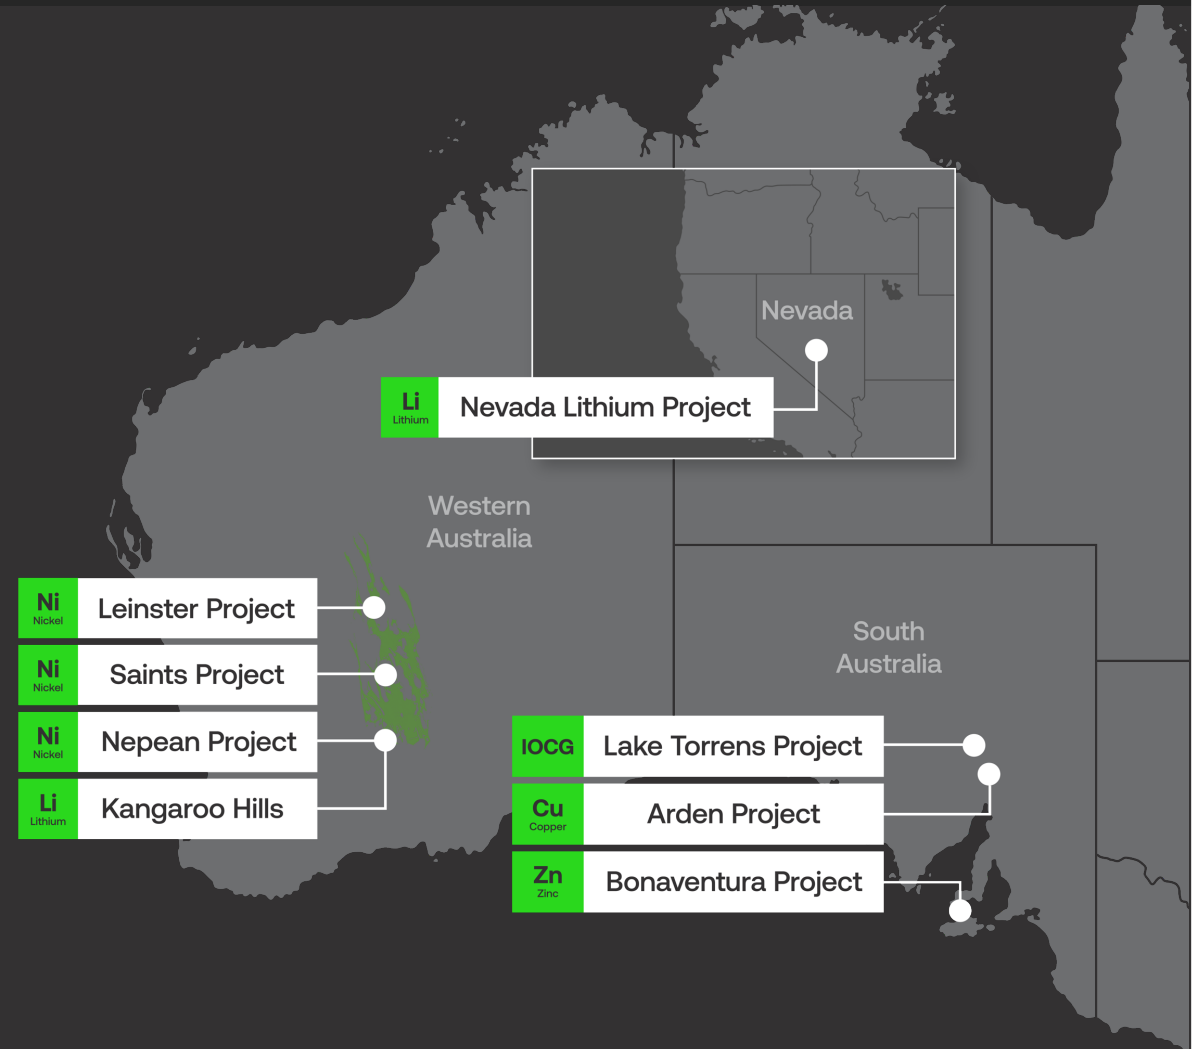 Nevada
Li
Lithium
Nevada Lithium Project
Western
Australia
Ni
Nickel
Leinster Project
Ni
Nickel
Saints Project
Ni
Nickel
Nepean Project
Li
Lithium
Kangaroo Hills
South
Australia
IOCG
Lake Torrens Project
Cu
Copper
Arden Project
Zn
Zinc
Bonaventura Project